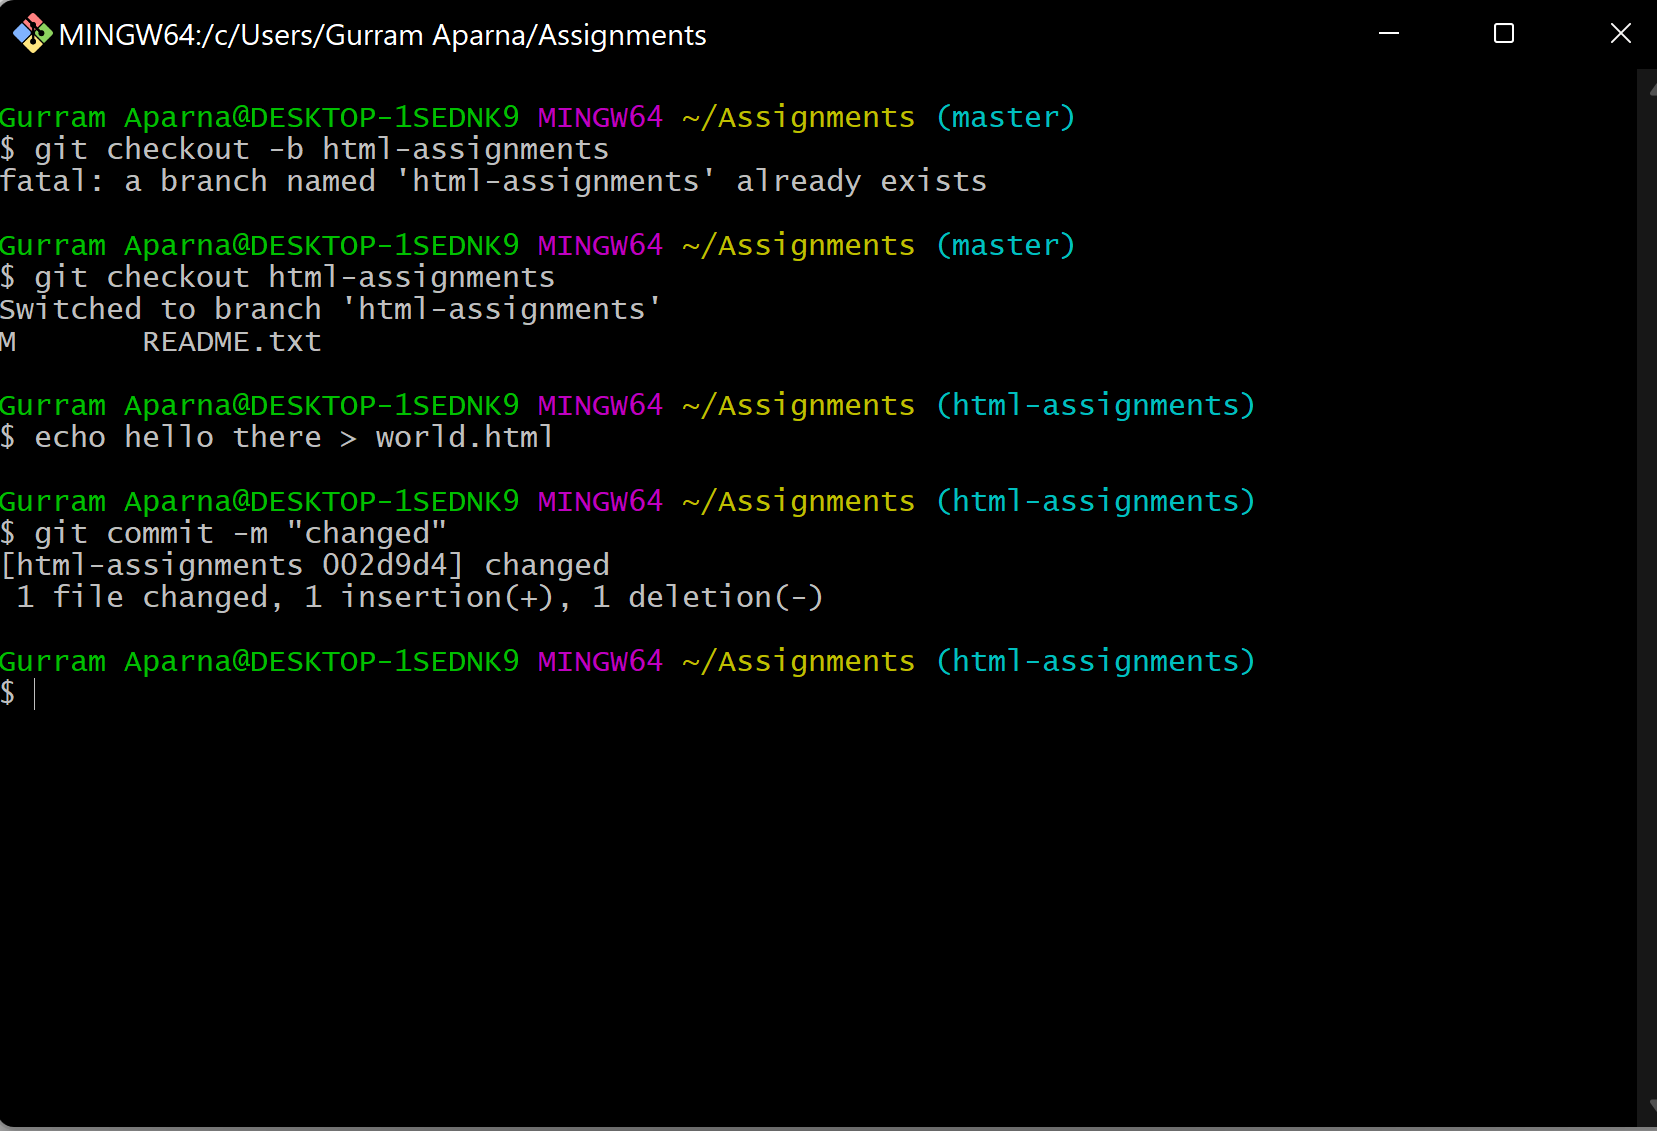 MINGW64:/c/Users/Gurram Aparna/Assignments
Gurram Aparna@DESKTOP-1SEDNK9 MINGW64 ~/Assignments (master)
$ git checkout -b html-assignments
fatal: a branch named 'html-assignments' already exists
Gurram Aparna@DESKTOP-1SEDNK9 MINGW64 ~/Assignments (master)
$ git checkout html-assignments
Switched to branch 'html-assignments'
M       README.txt
Gurram Aparna@DESKTOP-1SEDNK9 MINGW64 ~/Assignments (html-assignments)
$ echo hello there > world.html
Gurram Aparna@DESKTOP-1SEDNK9 MINGW64 ~/Assignments (html-assignments)
$ git commit -m "changed"
[html-assignments 002d9d4] changed
 1 file changed, 1 insertion(+), 1 deletion(-)
Gurram Aparna@DESKTOP-1SEDNK9 MINGW64 ~/Assignments (html-assignments)
$